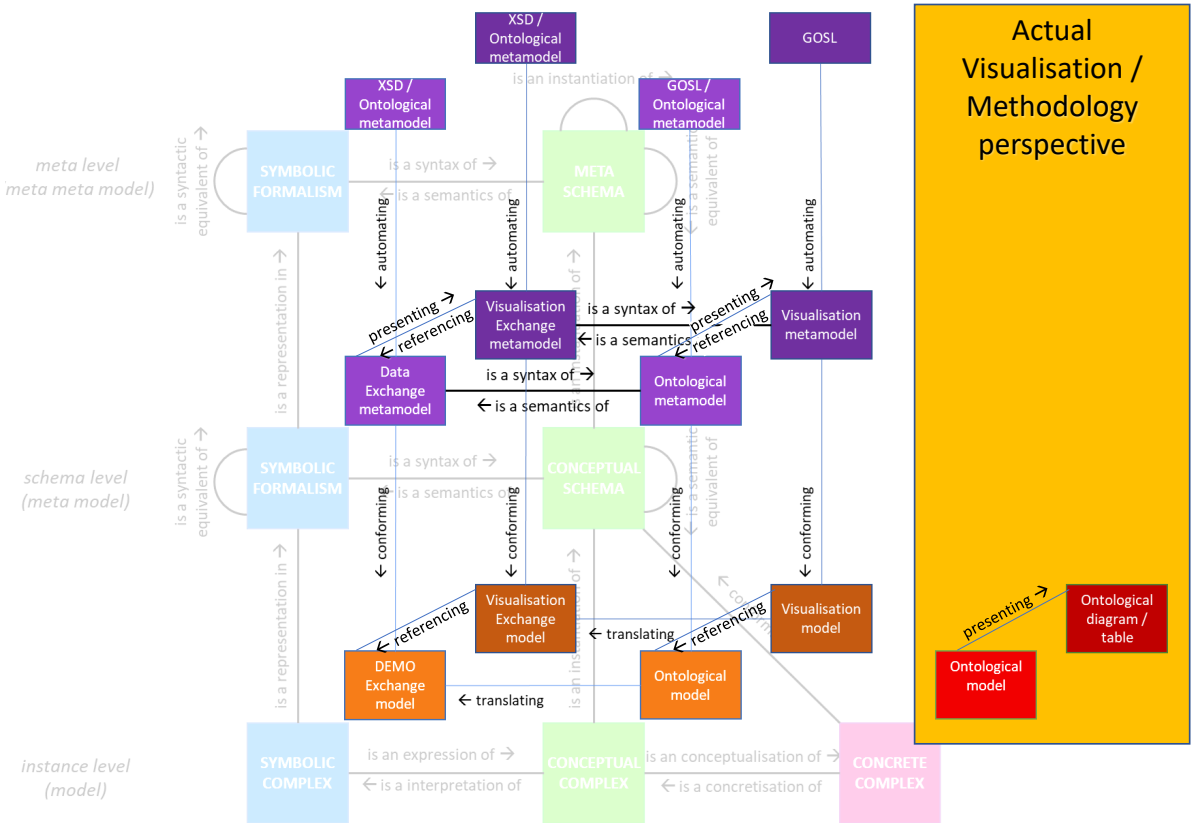 XSD /
Ontological
metamodel
GOSL
Actual
Visualisation /
Methodology
perspective
is an instantiation of →
XSD /
Ontological
metamodel
GOSL /
Ontological
metamodel
meta level
meta meta model)
is a syntactic
equivalent of →
SYMBOLIC
FORMALISM
is a syntax of →
← is a semantics of
META
SCHEMA
← is a semantic
equivalent of
← automating
← automating
← automating
← automating
is a representation in →
is an instantiation of →
presenting →
← referencing
Visualisation
Exchange
metamodel
is a syntax of →
← is a semantics
presenting →
← referencing
Visualisation
metamodel
Data
Exchange
metamodel
is a syntax of →
← is a semantics of
Ontological
metamodel
schema level
(meta model)
is a syntactic
equivalent of →
SYMBOLIC
FORMALISM
is a syntax of →
← is a semantics of
CONCEPTUAL
SCHEMA
← is a semantic
equivalent of
← conforming
← conforming
← conforming
← conforming
is a representation in →
is an instantiation of →
← conform
← referencing
Visualisation
Exchange
model
← translating
← referencing
Visualisation
model
presenting →
Ontological
diagram /
table
DEMO
Exchange
model
← translating
Ontological
model
Ontological
model
instance level
(model)
SYMBOLIC
COMPLEX
is an expression of →
← is a interpretation of
CONCEPTUAL
COMPLEX
is an conceptualisation of →
← is a concretisation of
CONCRETE
COMPLEX